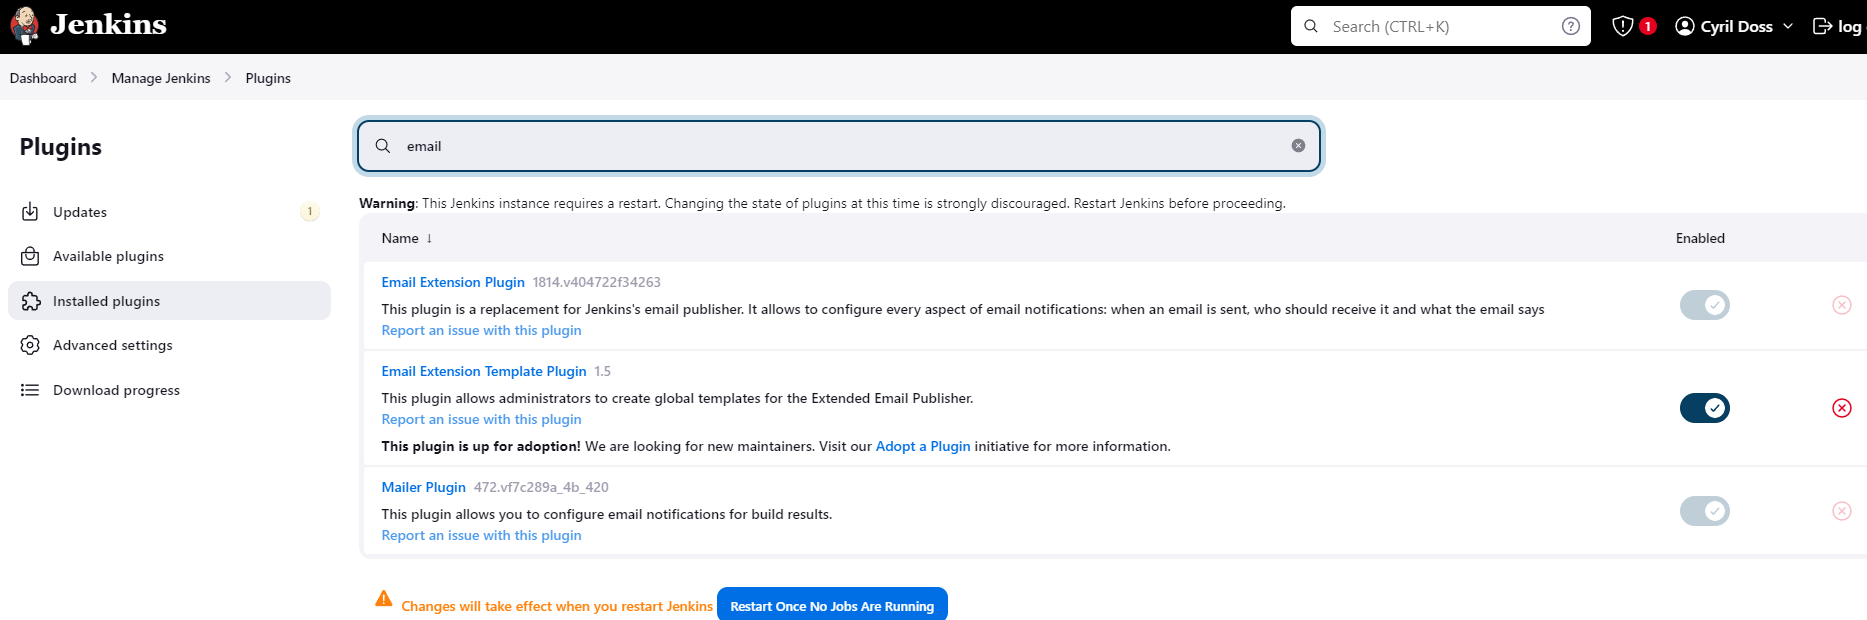 Jenkins
Search (CTRL+K)
1
Cyril Doss
log
Dashboard
Manage Jenkins
Plugins
Plugins
email
Updates
1
Available plugins
Installed plugins
Advanced settings
Download progress
Warning: This Jenkins instance requires a restart. Changing the state of plugins at this time is strongly discouraged. Restart Jenkins before proceeding.
Name ↓
Enabled
Email Extension Plugin 1814.v404722f34263
This plugin is a replacement for Jenkins's email publisher. It allows to configure every aspect of email notifications: when an email is sent, who should receive it and what the email says
Report an issue with this plugin
Email Extension Template Plugin 1.5
This plugin allows administrators to create global templates for the Extended Email Publisher.
Report an issue with this plugin
This plugin is up for adoption! We are looking for new maintainers. Visit our Adopt a Plugin initiative for more information.
Mailer Plugin 472.vf7c289a_4b_420
This plugin allows you to configure email notifications for build results.
Report an issue with this plugin
Changes will take effect when you restart Jenkins
Restart Once No Jobs Are Running